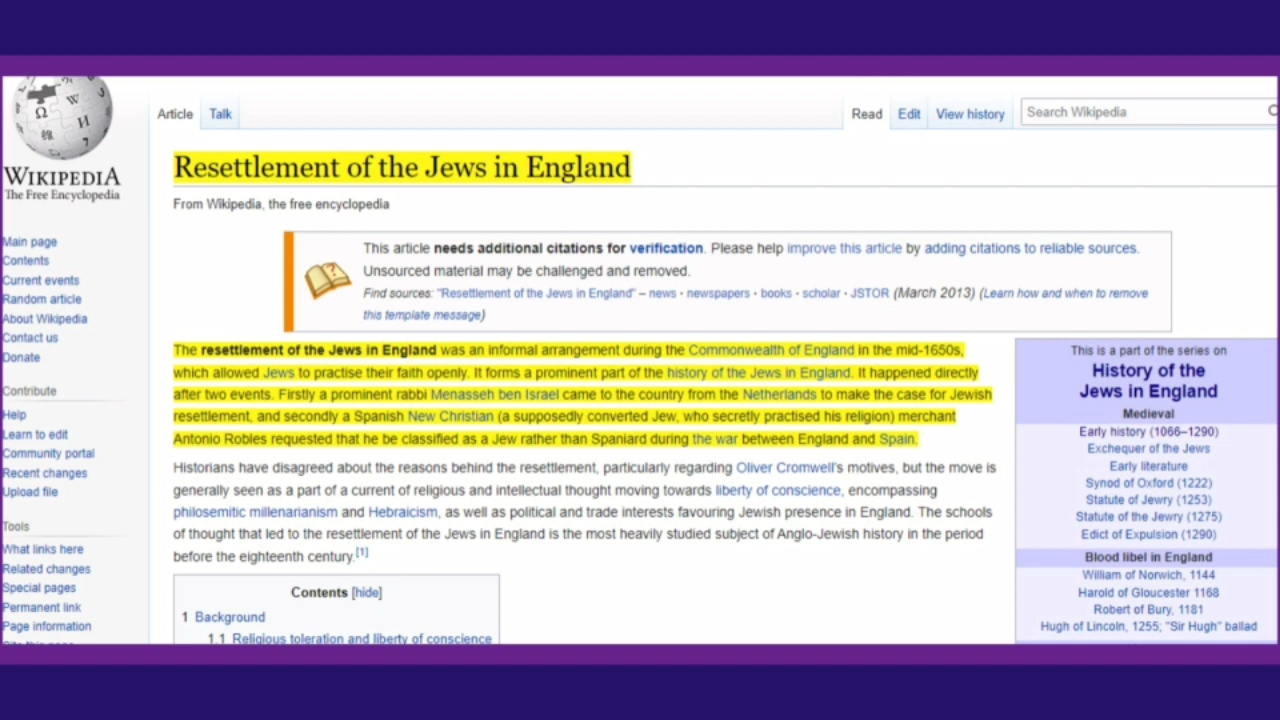 Article
Talk
Read
Edit
View history
Search Wikipedia
WIKIPEDIA
The Free Encyclopedia
Main page
Contents
Current events
Random article
About Wikipedia
Contact us
Donate
Contribute
Help
Learn to edit
Community portal
Recent changes
Upload file
Tools
What links here
Related changes
Special pages
Permanent link
Page information
Resettlement of the Jews in England
From Wikipedia, the free encyclopedia
This article needs additional citations for verification. Please help improve this article by adding citations to reliable sources.
Unsourced material may be challenged and removed.
Find sources: "Resettlement of the Jews in England" – news · newspapers · books · scholar · JSTOR (March 2013) (Learn how and when to remove
this template message)
The resettlement of the Jews in England was an informal arrangement during the Commonwealth of England in the mid-1650s,
which allowed Jews to practise their faith openly. It forms a prominent part of the history of the Jews in England. It happened directly
after two events. Firstly a prominent rabbi Menasseh ben Israel came to the country from the Netherlands to make the case for Jewish
resettlement, and secondly a Spanish New Christian (a supposedly converted Jew, who secretly practised his religion) merchant
Antonio Robles requested that he be classified as a Jew rather than Spaniard during the war between England and Spain.
Historians have disagreed about the reasons behind the resettlement, particularly regarding Oliver Cromwell's motives, but the move is
generally seen as a part of a current of religious and intellectual thought moving towards liberty of conscience, encompassing
philosemitic millenarianism and Hebraicism, as well as political and trade interests favouring Jewish presence in England. The schools
of thought that led to the resettlement of the Jews in England is the most heavily studied subject of Anglo-Jewish history in the period
before the eighteenth century.[1]
Contents [hide]
1 Background
1.1 Religious toleration and liberty of conscience
This is a part of the series on
History of the
Jews in England
Medieval
Early history (1066–1290)
Exchequer of the Jews
Early literature
Synod of Oxford (1222)
Statute of Jewry (1253)
Statute of the Jewry (1275)
Edict of Expulsion (1290)
Blood libel in England
William of Norwich, 1144
Harold of Gloucester 1168
Robert of Bury, 1181
Hugh of Lincoln, 1255; "Sir Hugh" ballad